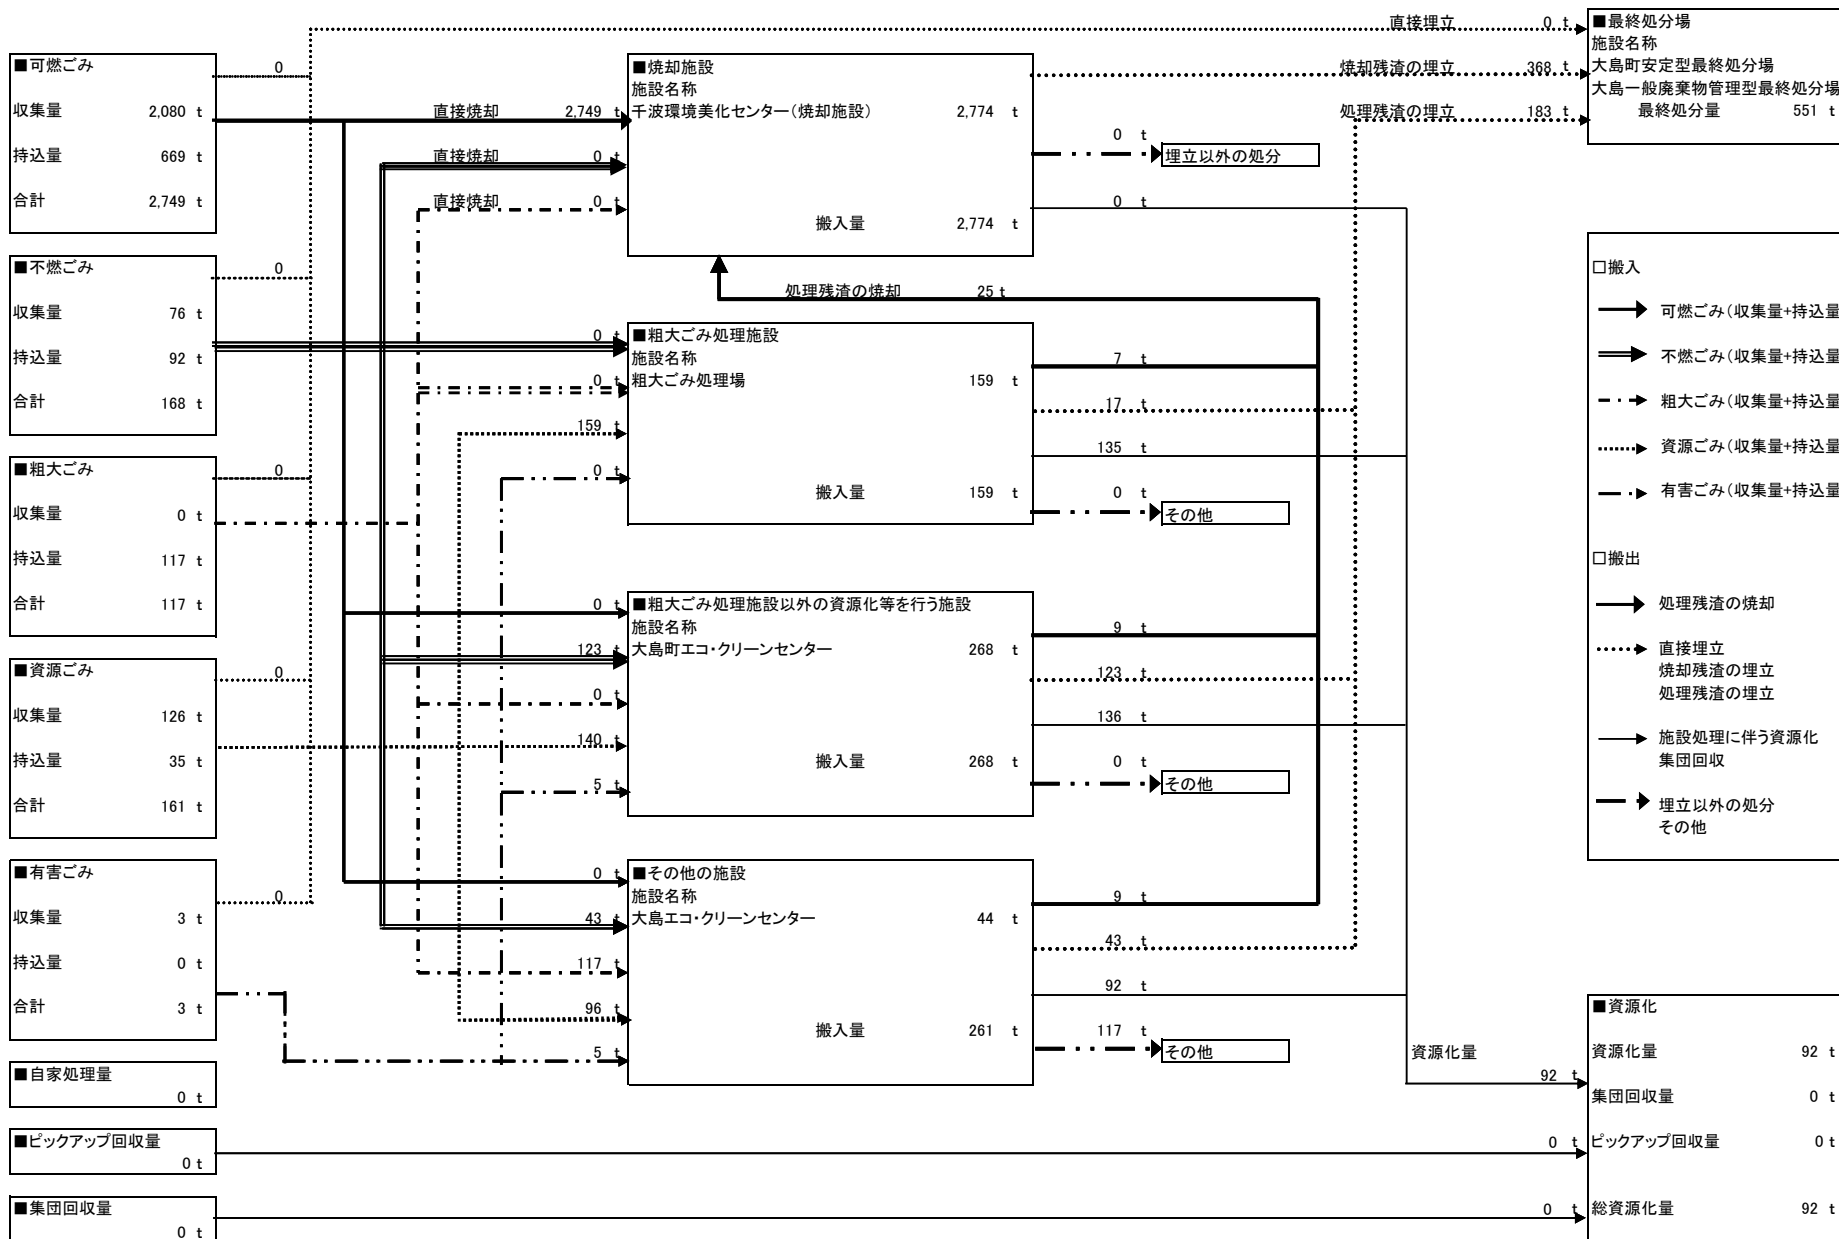 ■可燃ごみ
収集量 2,080 t
持込量 669 t
合計 2,749 t
0
■不燃ごみ
収集量 76 t
持込量 92 t
合計 168 t
0
■粗大ごみ
収集量 0 t
持込量 117 t
合計 117 t
0
■資源ごみ
収集量 126 t
持込量 35 t
合計 161 t
0
■有害ごみ
収集量 3 t
持込量 0 t
合計 3 t
0
■自家処理量
0 t
■ピックアップ回収量
0 t
■集団回収量
0 t
直接焼却 2,749 t
直接焼却 0 t
直接焼却 0 t
■焼却施設
施設名称
千波環境美化センター(焼却施設) 2,774 t
搬入量 2,774 t
処理残渣の焼却 25 t
0 t
0 t
159 t
0 t
■粗大ごみ処理施設
施設名称
粗大ごみ処理場 159 t
搬入量 159 t
0 t
123 t
0 t
140 t
5 t
■粗大ごみ処理施設以外の資源化等を行う施設
施設名称
大島町エコ・クリーンセンター 268 t
搬入量 268 t
0 t
43 t
117 t
96 t
5 t
■その他の施設
施設名称
大島エコ・クリーンセンター 44 t
搬入量 261 t
直接埋立 0 t
焼却残渣の埋立 368 t
処理残渣の埋立 183 t
0 t
埋立以外の処分
0 t
7 t
17 t
135 t
0 t
その他
9 t
123 t
136 t
0 t
その他
9 t
43 t
92 t
117 t
その他
資源化量
92 t
0 t
0 t
■最終処分場
施設名称
大島町安定型最終処分場
大島一般廃棄物管理型最終処分場
最終処分量 551 t
□搬入
可燃ごみ(収集量+持込量
不燃ごみ(収集量+持込量
粗大ごみ(収集量+持込量
資源ごみ(収集量+持込量
有害ごみ(収集量+持込量
□搬出
処理残渣の焼却
直接埋立
焼却残渣の埋立
処理残渣の埋立
施設処理に伴う資源化
集団回収
埋立以外の処分
その他
■資源化
資源化量 92 t
集団回収量 0 t
ピックアップ回収量 0 t
総資源化量 92 t